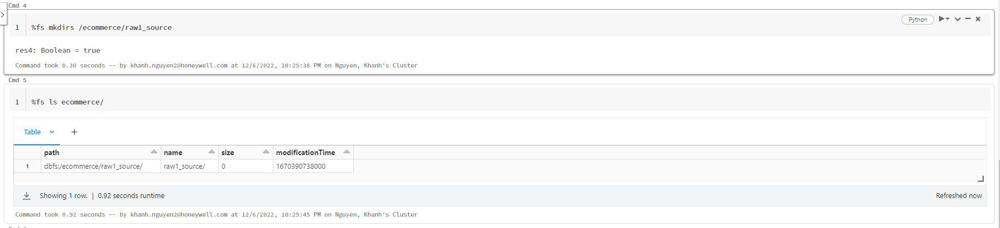 Cmd 4
1 %fs mkdirs /ecommerce/raw1_source
Python
res4: Boolean = true
Command took 0.30 seconds -- by khanh.nguyen2@honeywell.com at 12/6/2022, 10:25:38 PM on Nguyen, Khanh's Cluster
Cmd 5
1 %fs ls ecommerce/
Table +
path name size modificationTime
1 dbfs:/ecommerce/raw1_source/ raw1_source/ 0 1670390738000
Showing 1 row. | 0.92 seconds runtime Refreshed now
Command took 0.92 seconds -- by khanh.nguyen2@honeywell.com at 12/6/2022, 10:25:45 PM on Nguyen, Khanh's Cluster